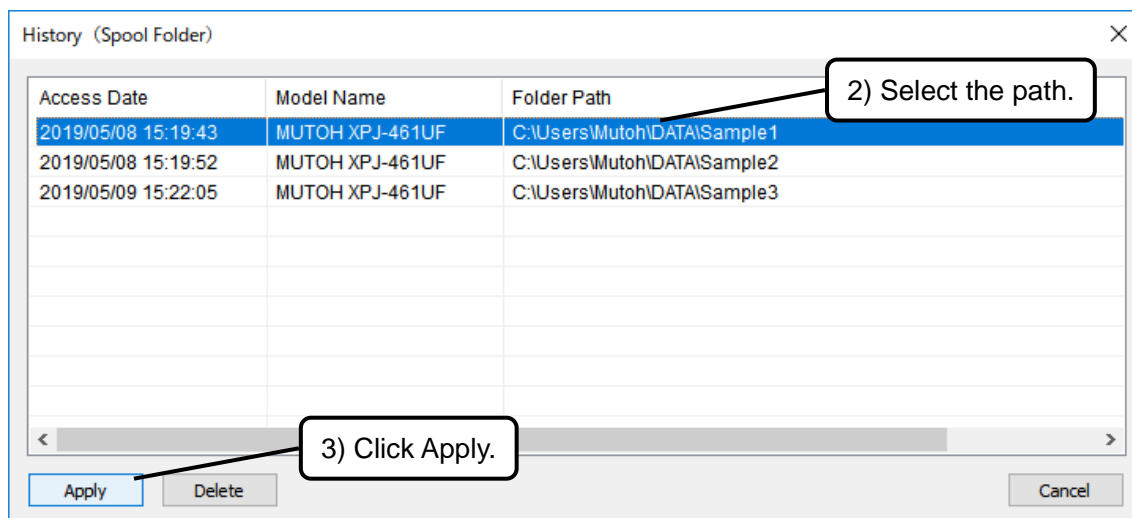 History（Spool Folder）
Access Date Model Name Folder Path
2) Select the path.
2019/05/08 15:19:43 MUTOH XPJ-461UF C:\Users\Mutoh\DATA\Sample1
2019/05/08 15:19:52 MUTOH XPJ-461UF C:\Users\Mutoh\DATA\Sample2
2019/05/09 15:22:05 MUTOH XPJ-461UF C:\Users\Mutoh\DATA\Sample3
3) Click Apply.
Apply Delete Cancel